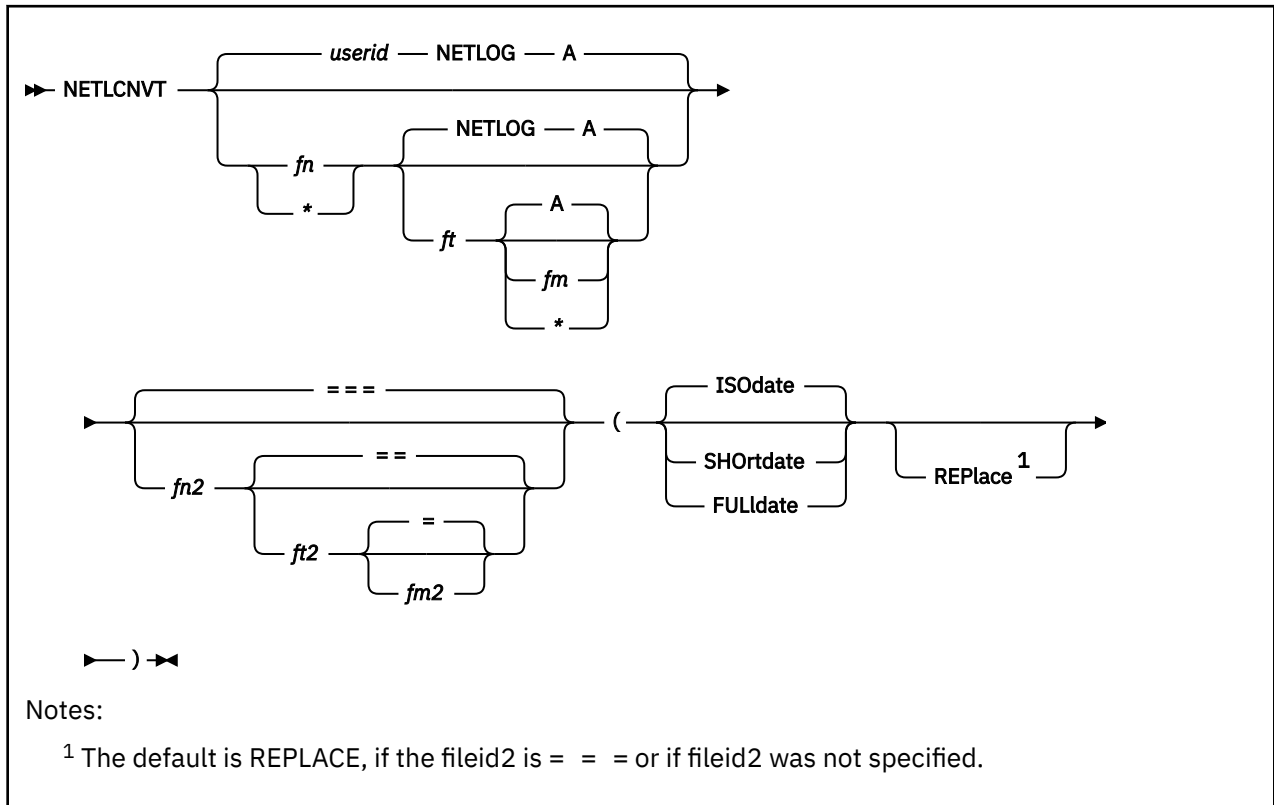 userid NETLOG A
NETLCNVT
NETLOG A
fn
*
A
ft
fm
*
= = =
ISOdate
(
= =
SHOrtdate
REPlace 1
fn2
FULldate
=
ft2
fm2
)
Notes:
1 The default is REPLACE, if the fileid2 is = = = or if fileid2 was not specified.